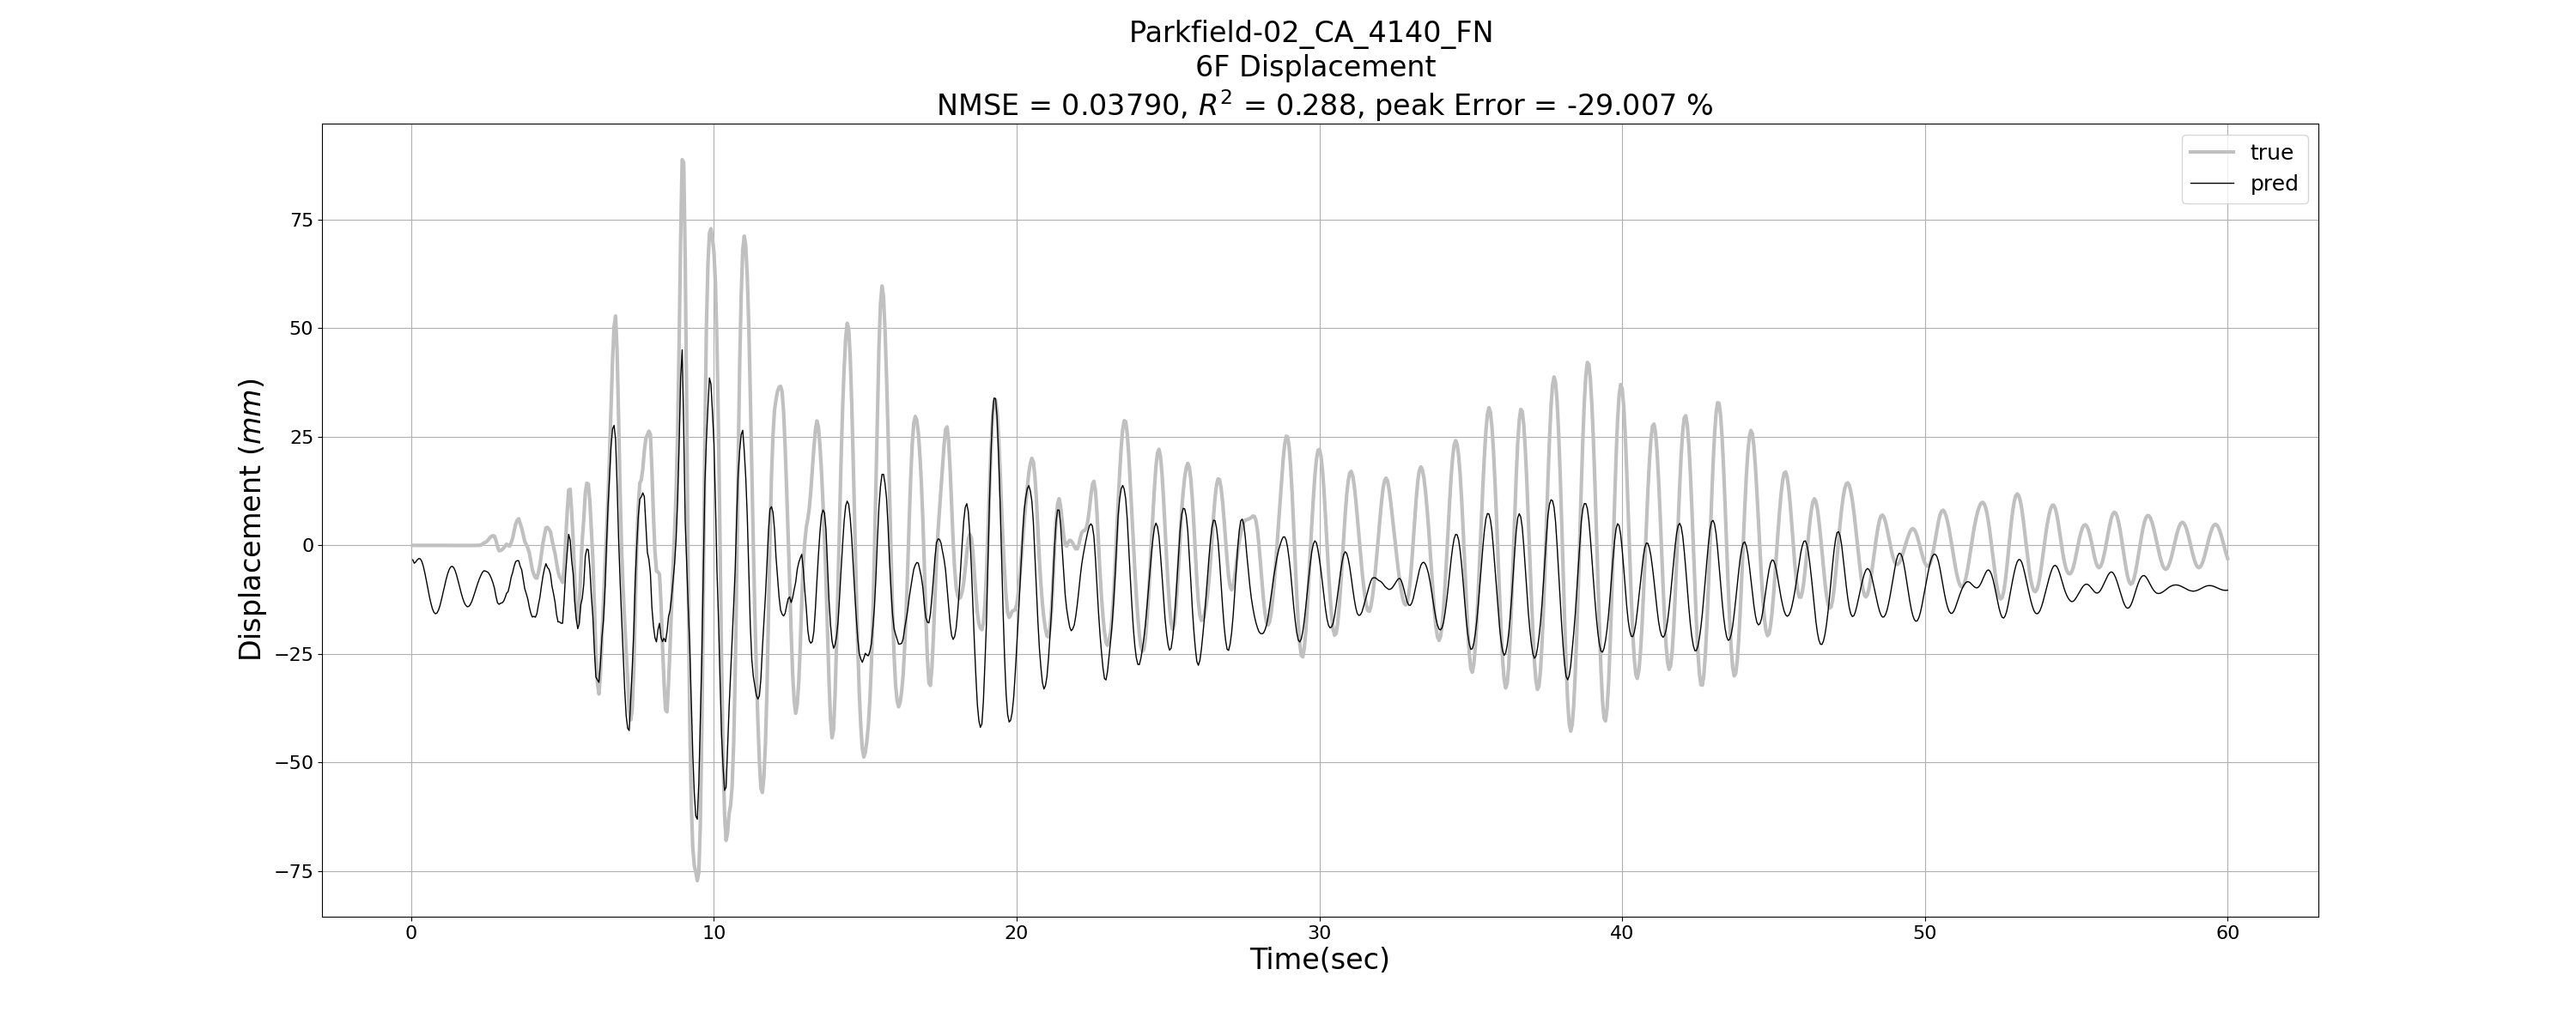 Parkfield-02_CA_4140_FN
6F Displacement
NMSE = 0.03790, R² = 0.288, peak Error = -29.007 %
true
pred
75
50
25
0
−25
−50
−75
Displacement (mm)
0 10 20 30 40 50 60
Time(sec)